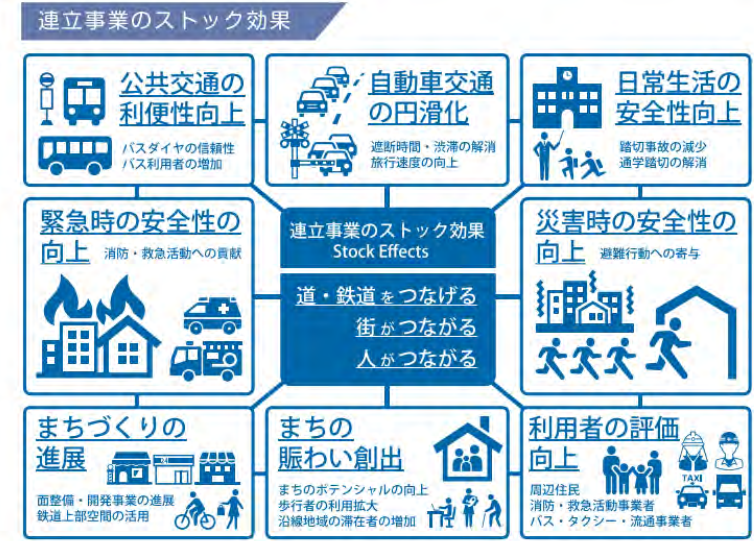 連立事業のストック効果
公共交通の
利便性向上
バスダイヤの信頼性
バス利用者の増加
自動車交通
の円滑化
遮断時間・渋滞の解消
旅行速度の向上
日常生活の
安全性向上
踏切事故の減少
通学踏切の解消
緊急時の安全性の
向上 消防・救急活動への貢献
連立事業のストック効果
Stock Effects
道・鉄道をつなげる
街がつながる
人がつながる
災害時の安全性の
向上 避難行動への寄与
まちづくりの
進展
面整備・開発事業の進展
鉄道上部空間の活用
まちの
賑わい創出
まちのポテンシャルの向上
歩行者の利用拡大
沿線地域の滞在者の増加
利用者の評価
向上
周辺住民
消防・救急活動事業者
バス・タクシー・流通事業者
TAXI